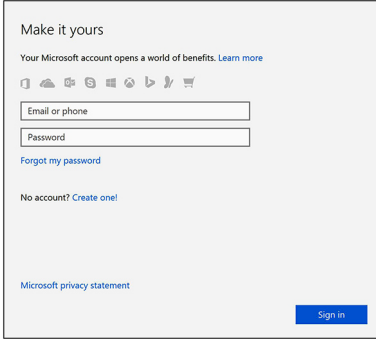 Make it yours
Your Microsoft account opens a world of benefits. Learn more
Email or phone
Password
Forgot my password
No account? Create one!
Microsoft privacy statement
Sign in